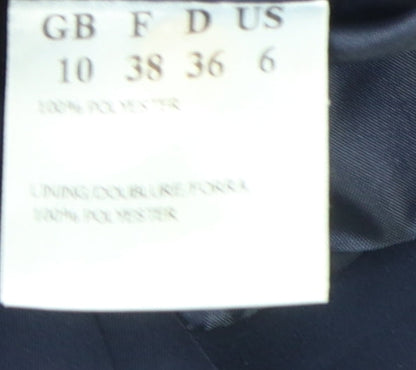 GB F D US
10 38 36 6
100% POLYESTER
LINING/DOUBLURE/FORRA
100% POLYESTER